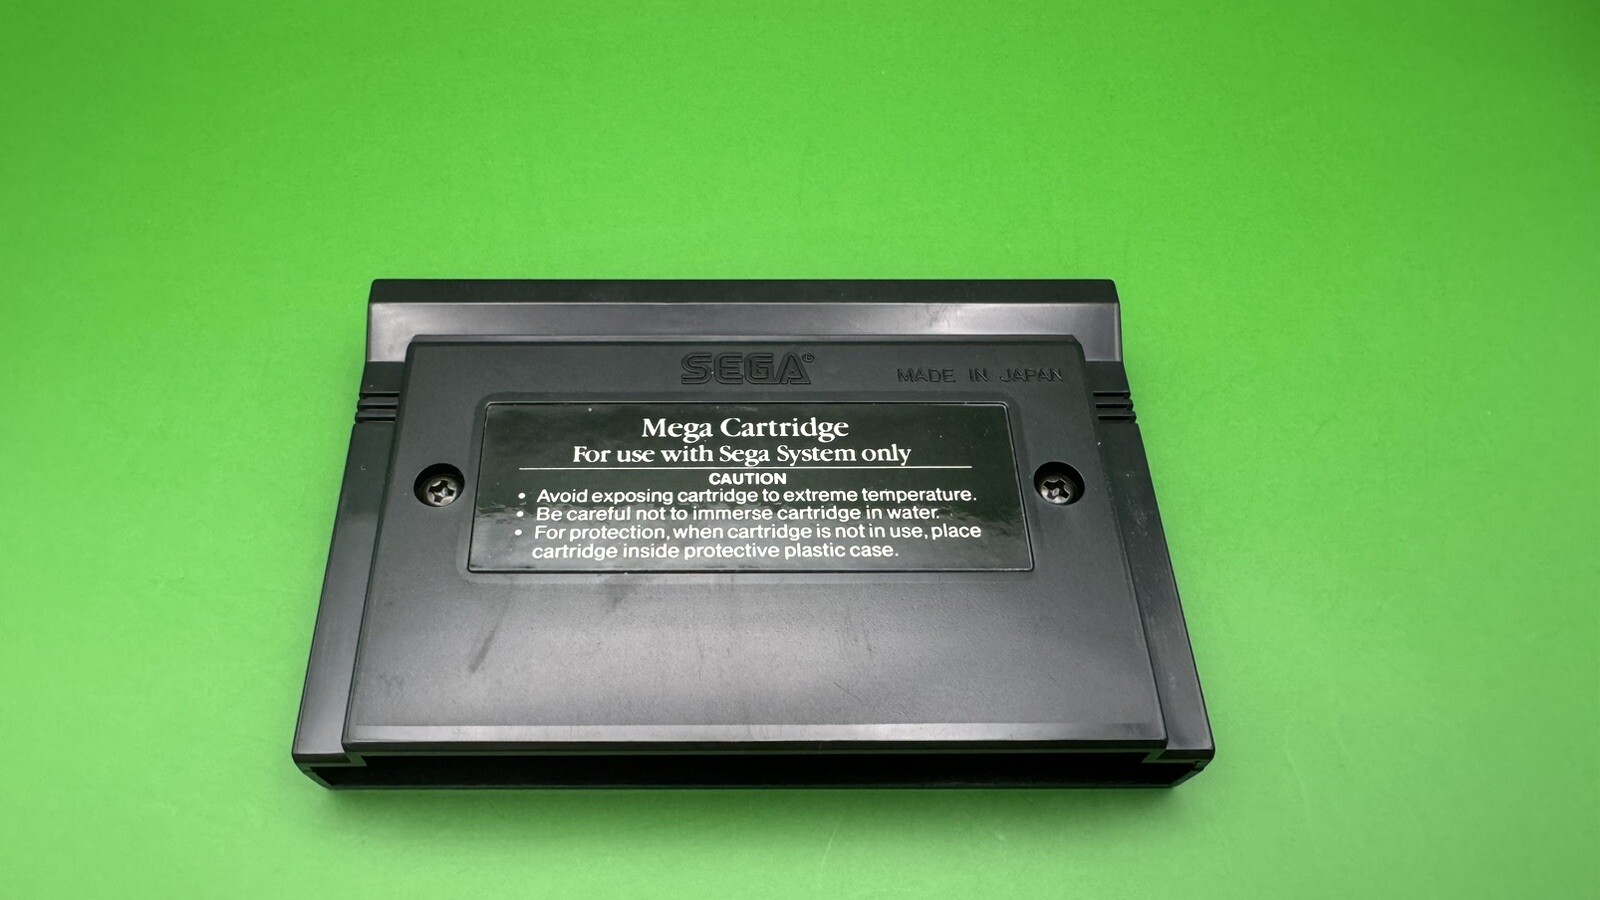 SEGA®
MADE IN JAPAN
Mega Cartridge
For use with Sega System only
CAUTION
• Avoid exposing cartridge to extreme temperature.
• Be careful not to immerse cartridge in water.
• For protection, when cartridge is not in use, place
cartridge inside protective plastic case.